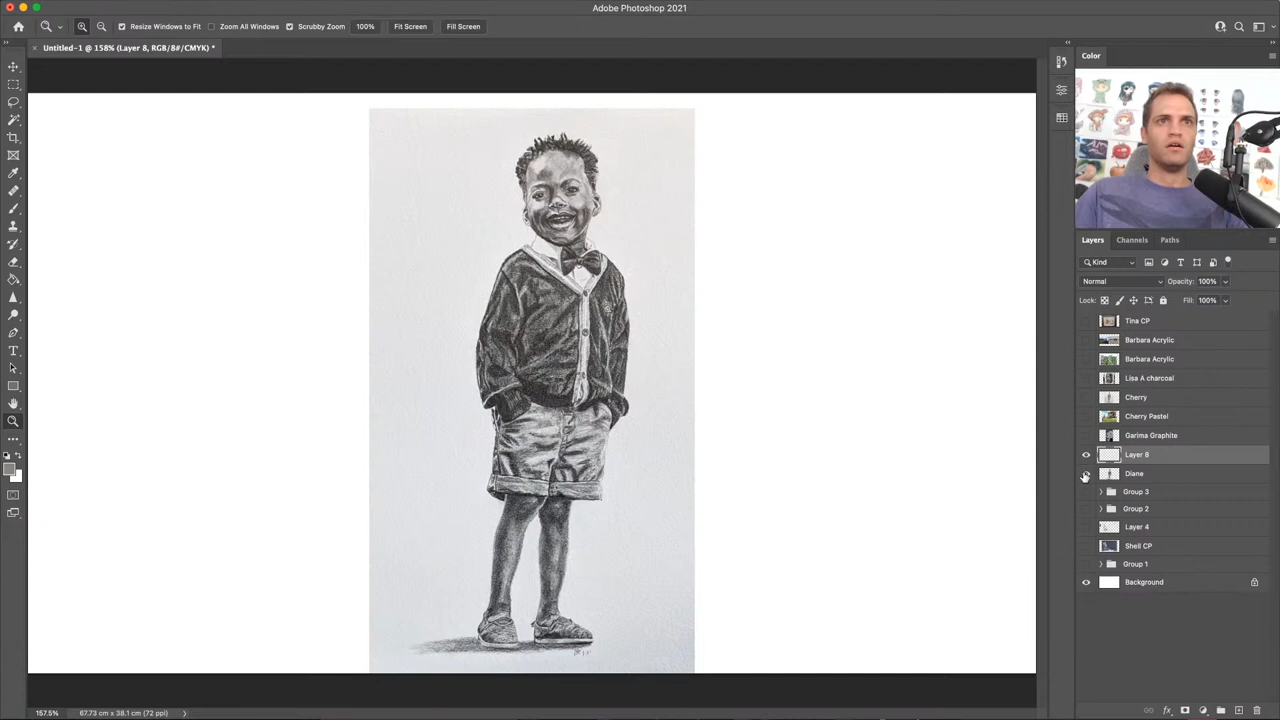 Adobe Photoshop 2021
Resize Windows to Fit
Zoom All Windows
Scrubby Zoom
100%
Fit Screen
Fill Screen
Untitled-1 @ 158% (Layer 8, RGB/8#/CMYK) *
Color
Layers
Channels
Paths
Kind
Normal
Opacity: 100%
Lock:
Fill: 100%
Tina CP
Barbara Acrylic
Barbara Acrylic
Lisa A charcoal
Cherry
Cherry Pastel
Garima Graphite
Layer 8
Diane
Group 3
Group 2
Layer 4
Shell CP
Group 1
Background
157.5%
67.73 cm x 38.1 cm (72 ppi)